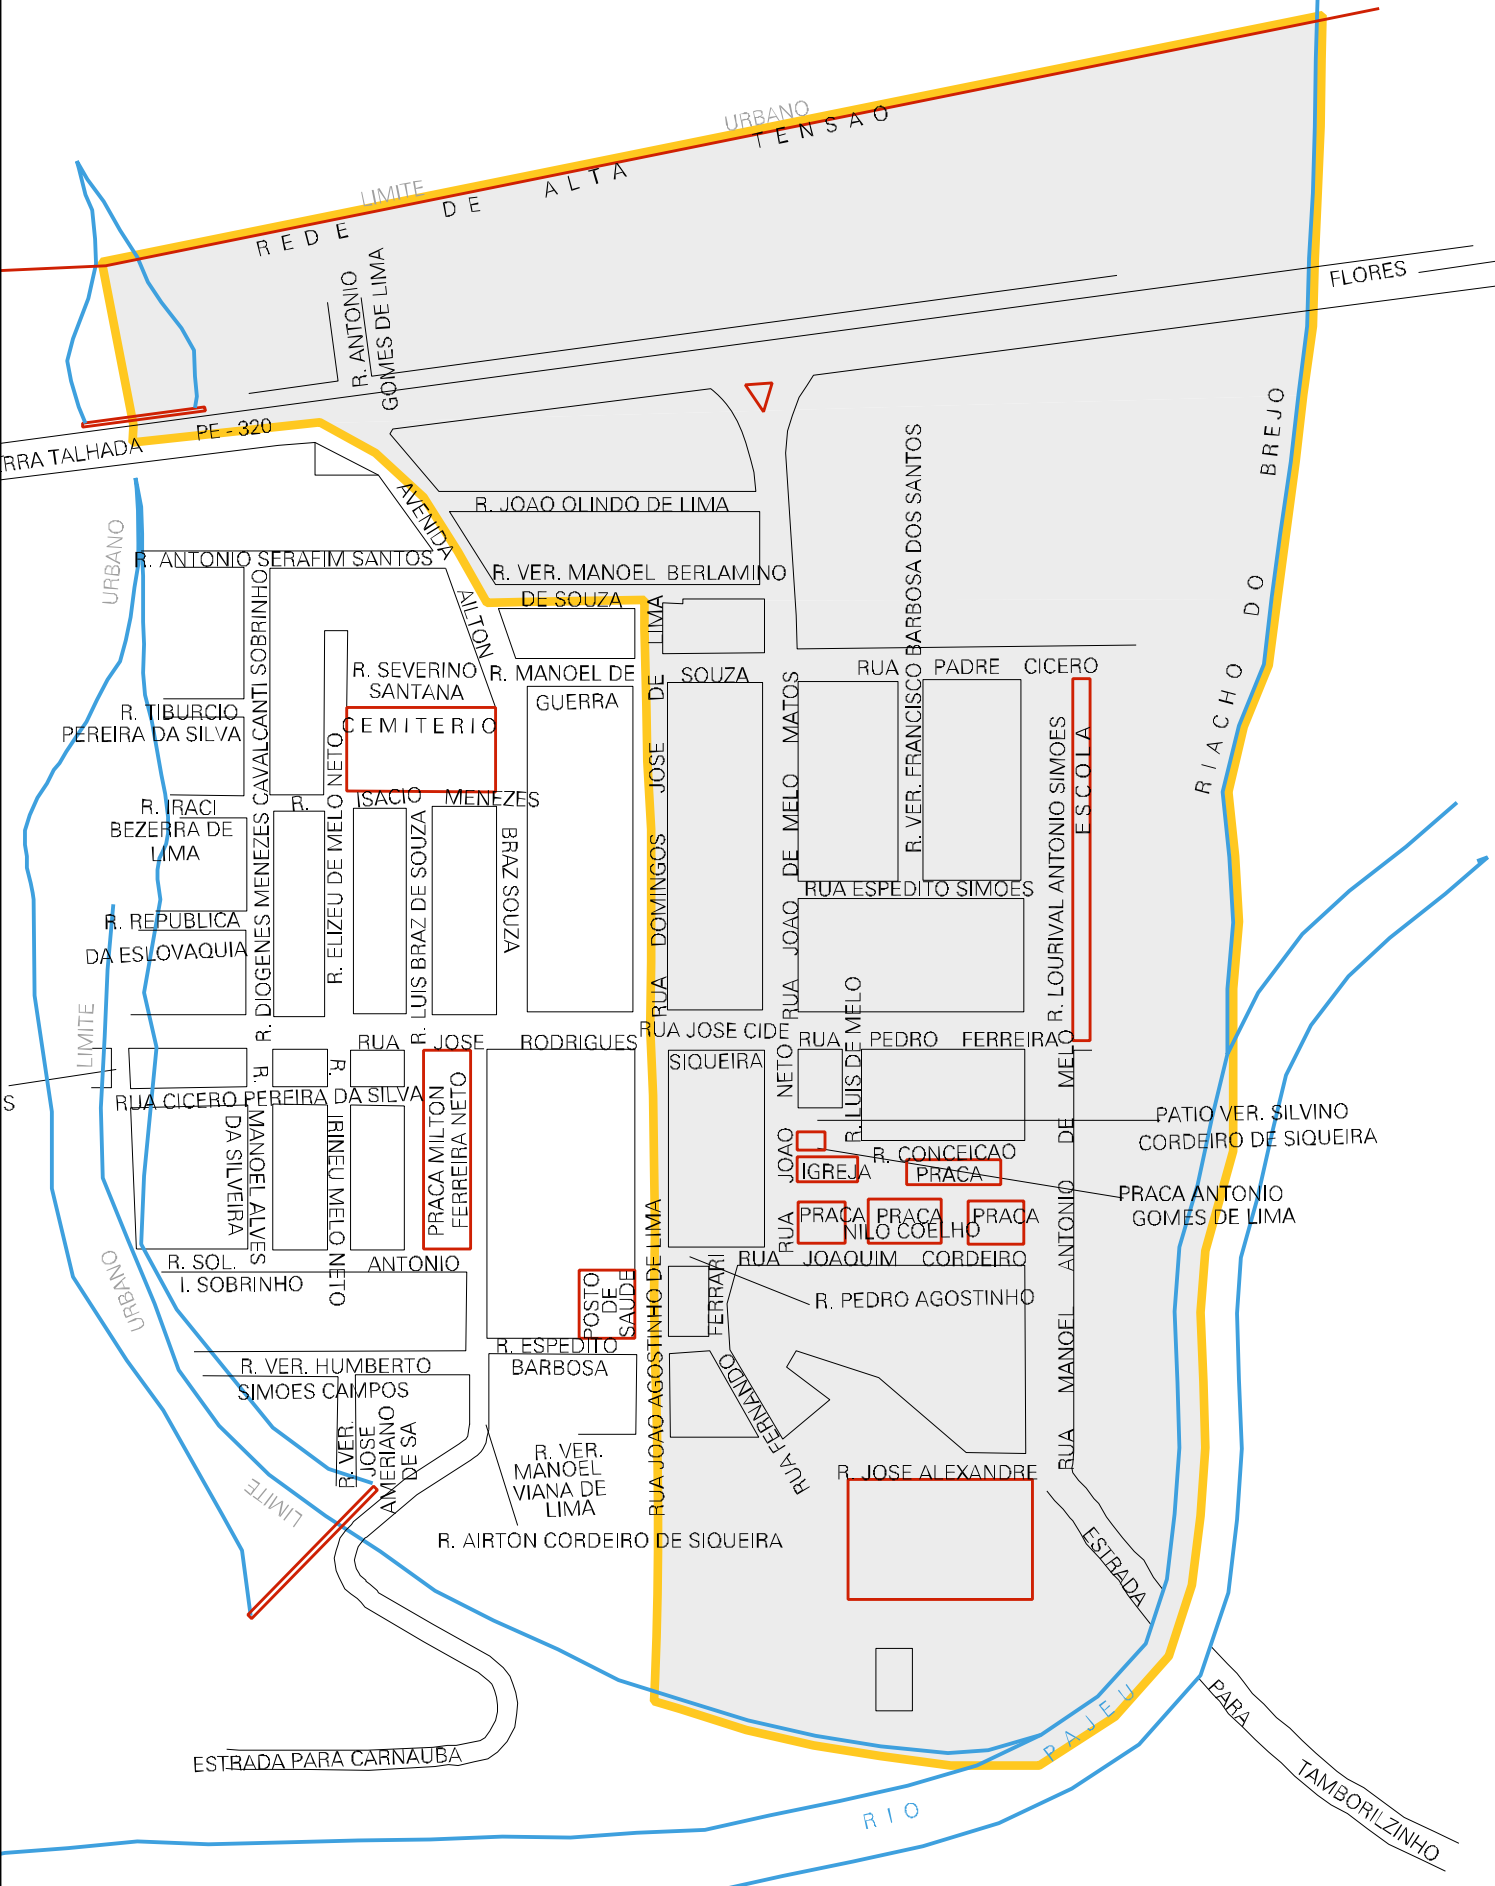 URBANO
TENSAO
LIMITE
ALTA
DE
REDE
FLORES
R. ANTONIO
GOMES DE LIMA
PE - 320
RRA TALHADA
BREJO
DO
RIACHO
AVENIDA
AILTON
R. JOAO OLINDO DE LIMA
URBANO
R. ANTONIO SERAFIM SANTOS
R. VER. MANOEL BERLAMINO
DE SOUZA
R. SEVERINO
SANTANA
R. MANOEL DE
SOUZA
GUERRA
RUA PADRE CICERO
CEMITERIO
R. TIBURCIO
PEREIRA DA SILVA
R. DIOGENES MENEZES CAVALCANTI SOBRINHO
R. ELIZEU DE MELO NETO
R. ISACIO MENEZES
R. LUIS BRAZ DE SOUZA
BRAZ SOUZA
RUA DOMINGOS JOSE DE LIMA
RUA JOAO DE MELO MATOS
R. VER. FRANCISCO BARBOSA DOS SANTOS
R. LOURIVAL ANTONIO SIMOES
ESCOLA
R. IRACI
BEZERRA DE
LIMA
RUA ESPEDITO SIMOES
R. REPUBLICA
DA ESLOVAQUIA
LIMITE
RUA JOSE RODRIGUES
RUA JOSE CIDE
SIQUEIRA
RUA PEDRO FERREIRA
R. LUIS DE MELO
RUA JOAO NETO
S
RUA CICERO PEREIRA DA SILVA
R. MANOEL ALVES
DA SILVEIRA
R. IRINEU MELO NETO
PRACA MILTON
FERREIRA NETO
PATIO VER. SILVINO
CORDEIRO DE SIQUEIRA
R. CONCEICAO
IGREJA
PRACA
PRACA ANTONIO
GOMES DE LIMA
PRACA
PRACA
NILO COELHO
PRACA
RUA MANOEL ANTONIO DE MELO
R. SOL. ANTONIO
I. SOBRINHO
URBANO
RUA JOAQUIM CORDEIRO
POSTO
DE
SAUDE
R. PEDRO AGOSTINHO
FERRARI
RUA JOAO AGOSTINHO DE LIMA
R. ESPEDITO
BARBOSA
R. VER. HUMBERTO
SIMOES CAMPOS
RUA FERNANDO
R. VER.
JOSE
AMERIANO
DE SA
R. VER.
MANOEL
VIANA DE
LIMA
R. JOSE ALEXANDRE
LIMITE
R. AIRTON CORDEIRO DE SIQUEIRA
ESTRADA
PARA
TAMBORILZINHO
ESTRADA PARA CARNAUBA
RIO PAJEU